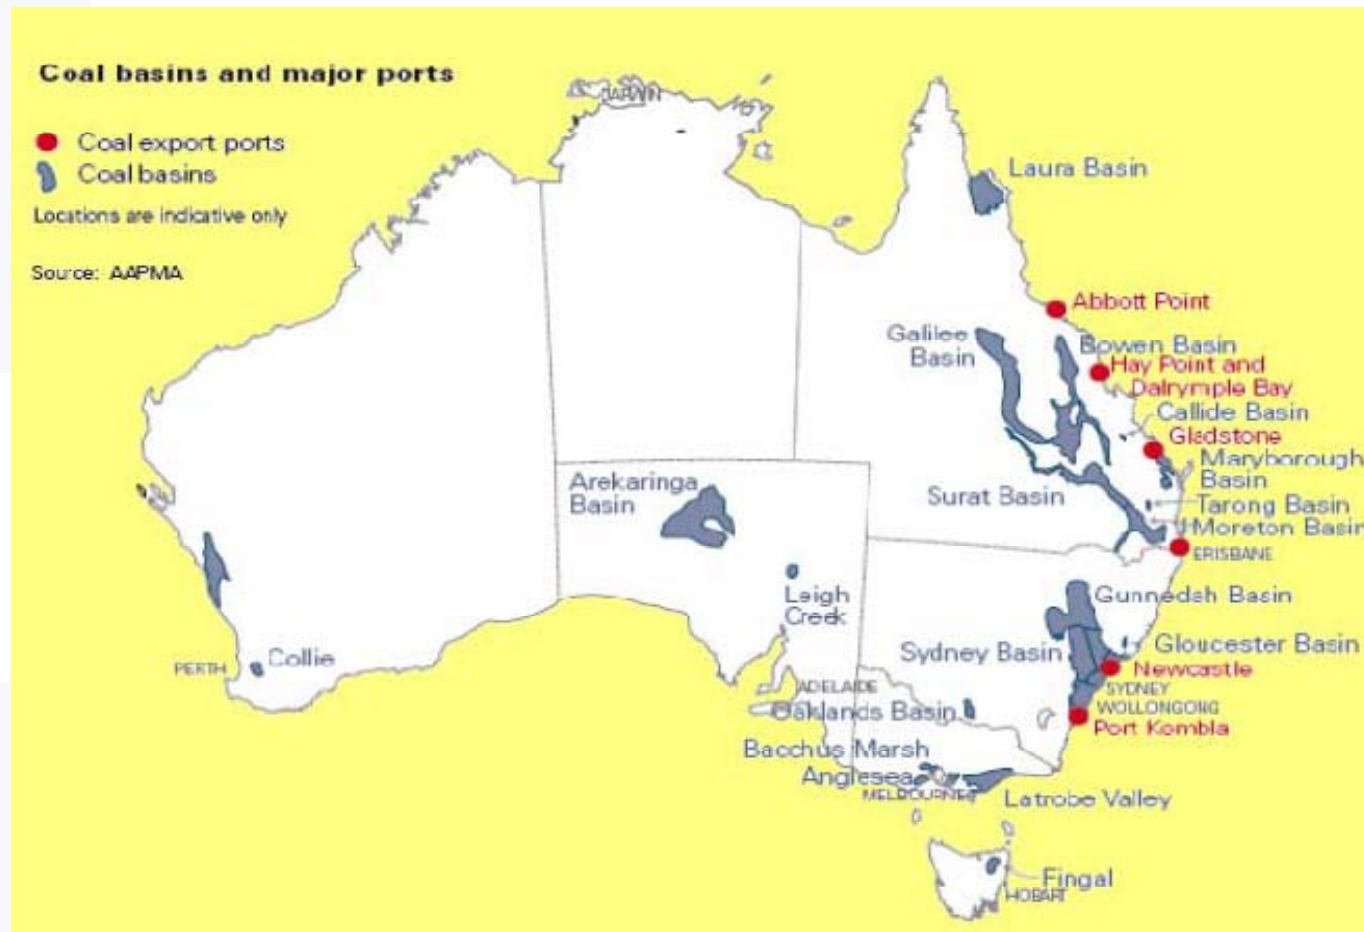 Coal basins and major ports
Coal export ports
Coal basins
Locations are indicative only
Source: AAPMA
DARWIN
Laura Basin
Abbott Point
Galilee
Basin
Bowen Basin
Hay Point and
Dalrymple Bay
Callide Basin
Gladstone
Maryborough
Basin
Surat Basin
Tarong Basin
Moreton Basin
ERISBANE
Arekaringa
Basin
Leigh
Creek
Gunnedah Basin
Gloucester Basin
Sydney Basin
Newcastle
SYDNEY
WOLLONGONG
Port Kembla
PERTH
Collie
ADELAIDE
Oaklands Basin
Bacchus Marsh
Anglesea
MELBOURNE
Latrobe Valley
Fingal
HOBART